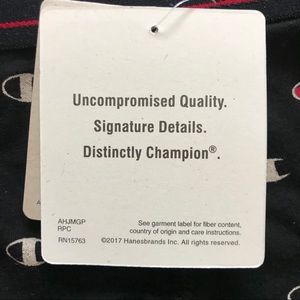 Uncompromised Quality.
Signature Details.
Distinctly Champion®.
AHJMGP
RPC
RN15763
See garment label for fiber content,
country of origin and care instructions.
©2017 Hanesbrands Inc. All rights reserved.